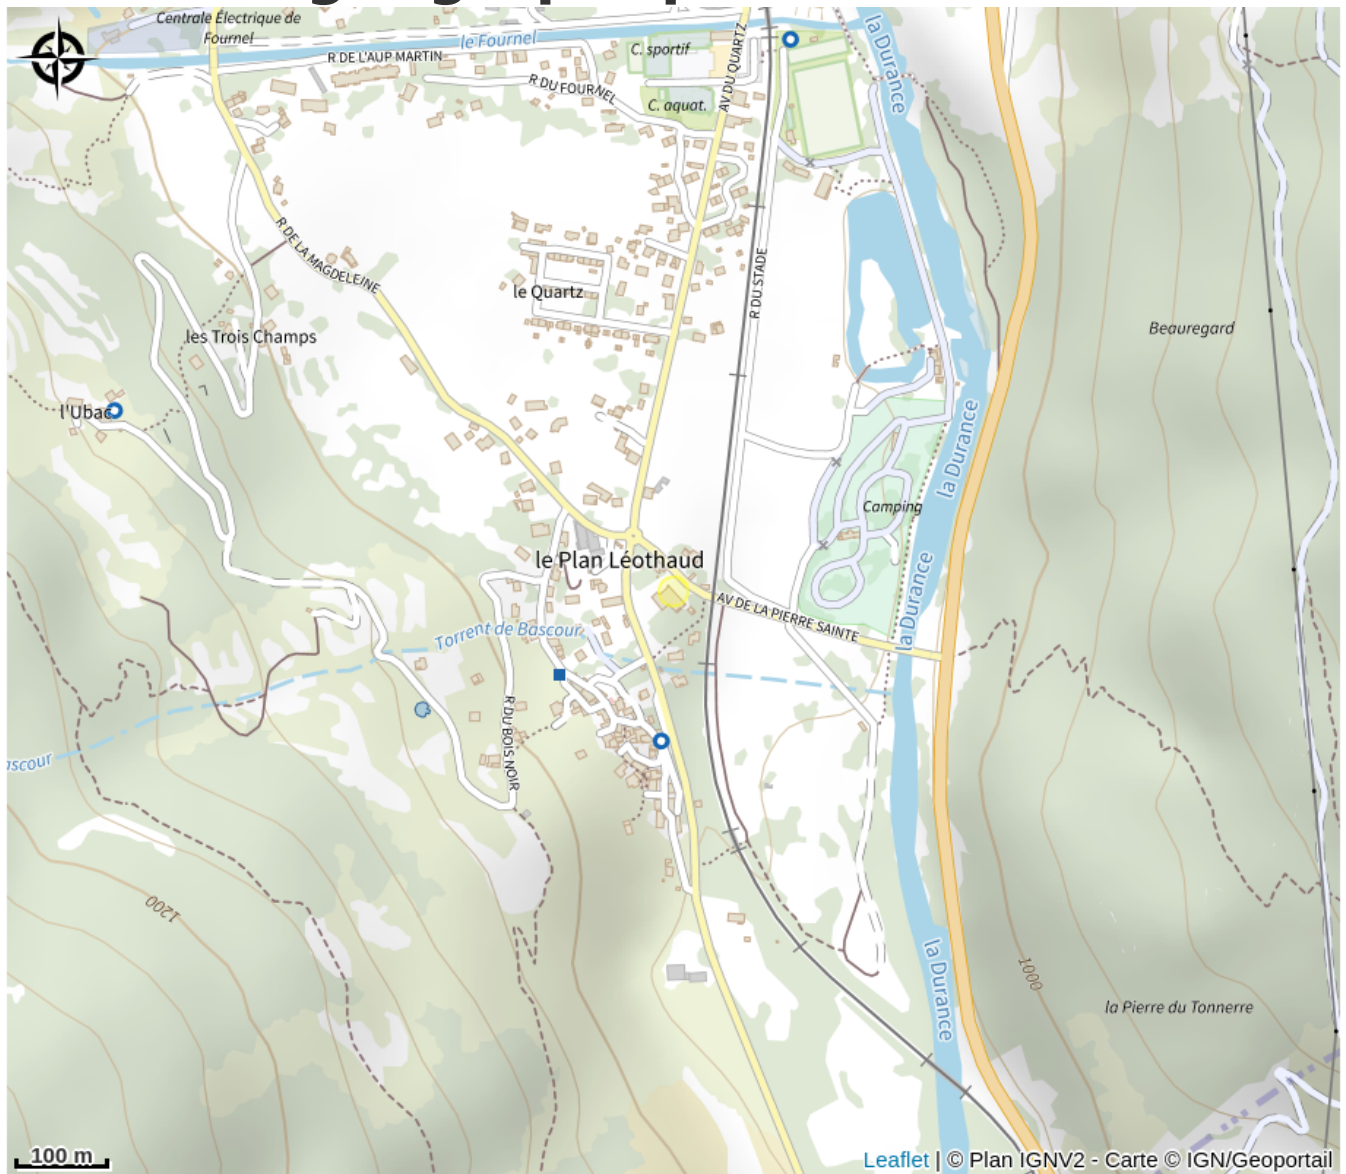 Centrale Électrique de
Fournel
le Fournel
R DE L'AUP MARTIN
R DU FOURNEL
C. sportif
C. aquat.
AV DU QUARTZ
la Durance
R DE LA MAGDELEINE
le Quartz
R DU STADE
les Trois Champs
Beauregard
l'Ubac
la Durance
Camping
le Plan Léothaud
la Durance
AV DE LA PIERRE SAINTE
Torrent de Bascour
R DU BOIS NOIR
ascour
1200
la Durance
1000
la Pierre du Tonnerre
100 m
Leaflet | © Plan IGNV2 - Carte © IGN/Geoportail